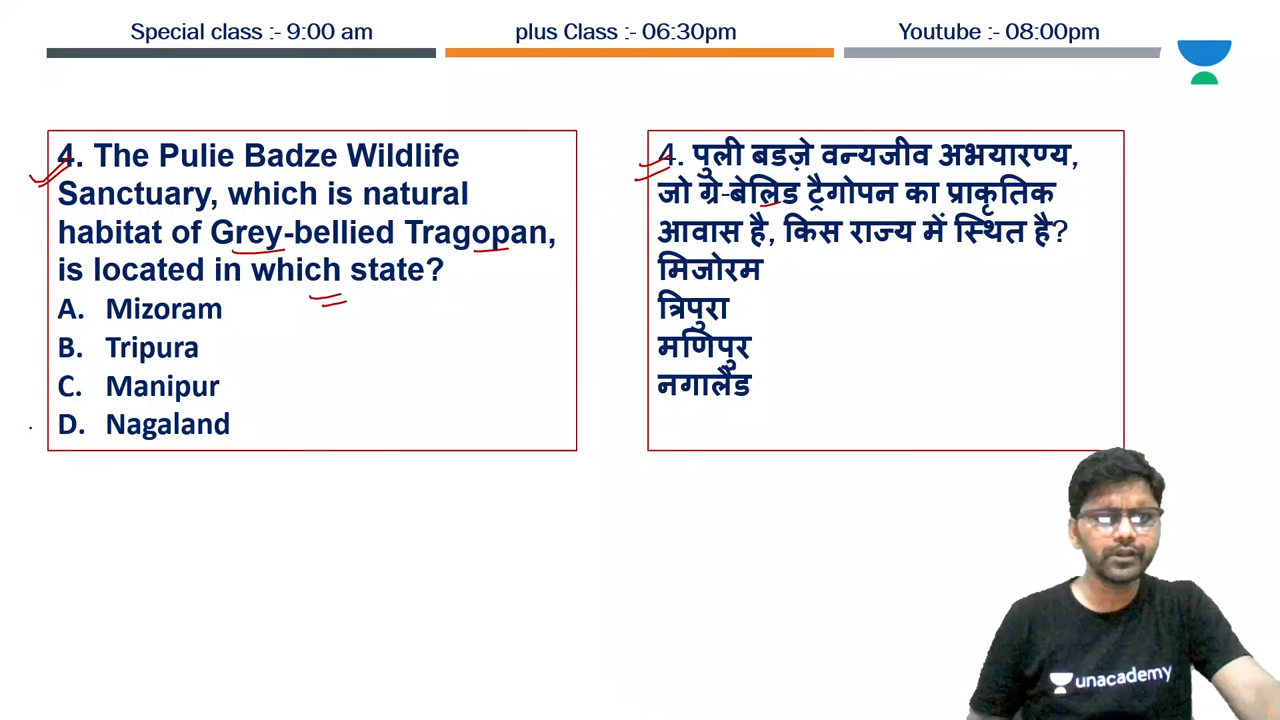 Special class :- 9:00 am
plus Class :- 06:30pm
Youtube :- 08:00pm
4. The Pulie Badze Wildlife
Sanctuary, which is natural
habitat of Grey-bellied Tragopan,
is located in which state?
A. Mizoram
B. Tripura
C. Manipur
D. Nagaland
4. पुली बडज़े वन्यजीव अभयारण्य,
जो ग्रे-बेलिड ट्रैगोपन का प्राकृतिक
आवास है, किस राज्य में स्थित है?
मिजोरम
त्रिपुरा
मणिपुर
नगालैंड
unacademy